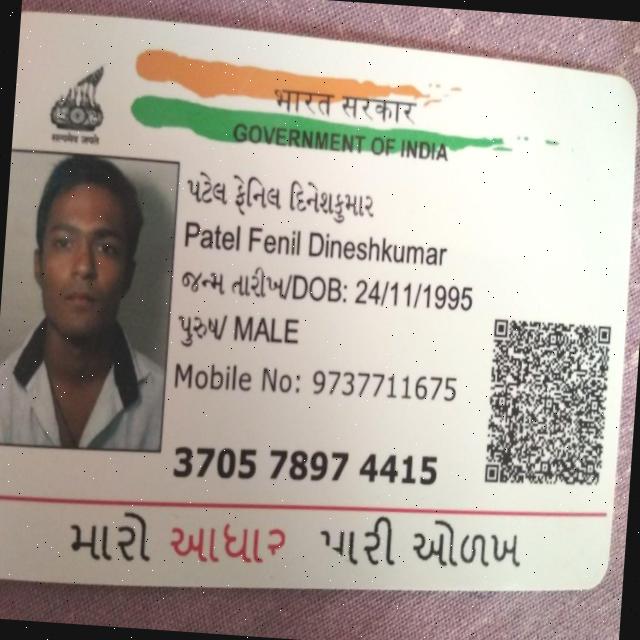 भारत सरकार
GOVERNMENT OF INDIA
सत्यमेव जयते
પટેલ ફેનિલ દિનેશકુમાર
Patel Fenil Dineshkumar
જન્મ તારીખ/DOB: 24/11/1995
પુરુષ/ MALE
Mobile No: 9737711675
3705 7897 4415
મારો આધાર મારી ઓળખ